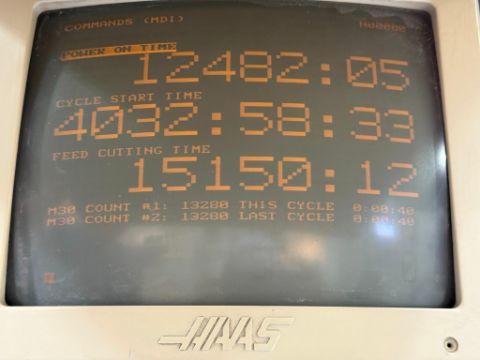 COMMANDS (MDI)
POWER ON TIME
12482:05
CYCLE START TIME
4032:58:33
FEED CUTTING TIME
15150:12
M30 COUNT #1: 13280 THIS CYCLE 0:00:40
M30 COUNT #2: 13280 LAST CYCLE 0:00:40
HAAS